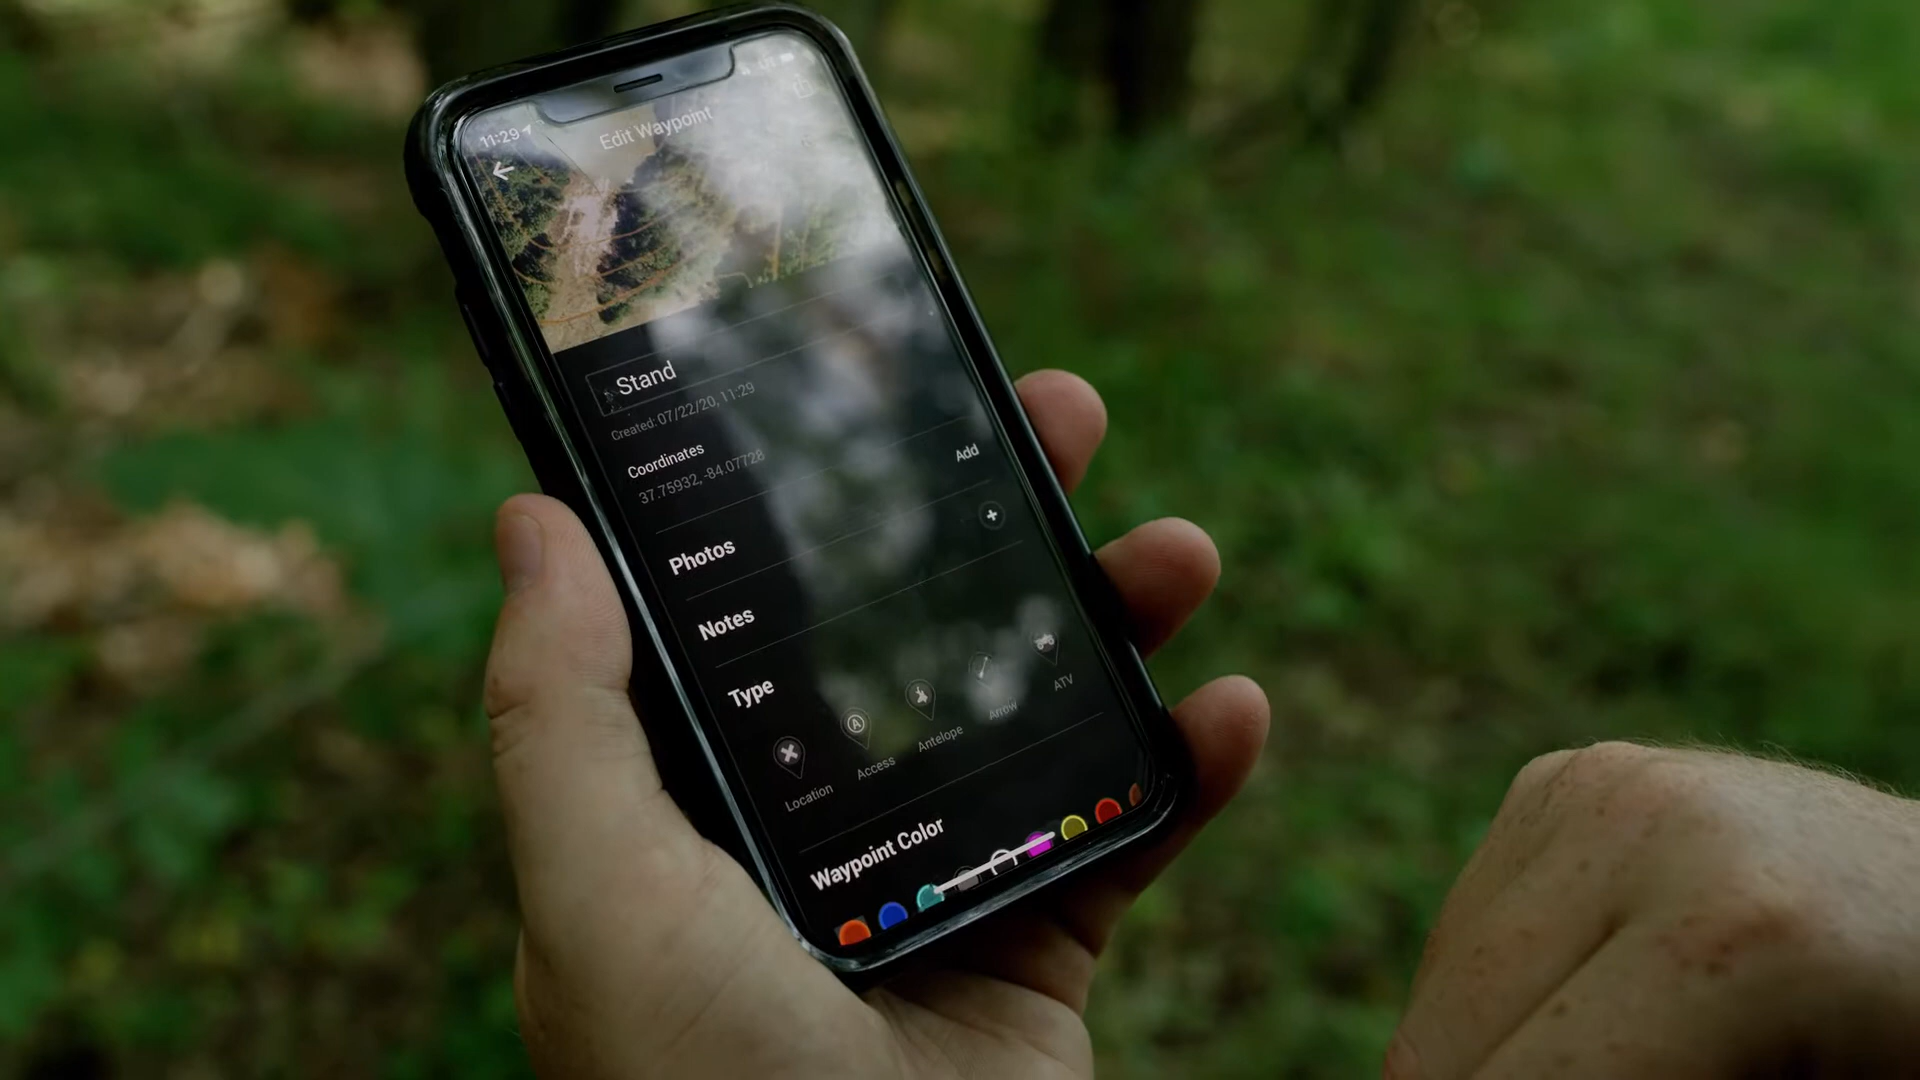 11:29
Edit Waypoint
Stand
Created: 07/22/20, 11:29
Coordinates
37.75932, -84.07728
Add
Photos
Notes
Type
Location
Access
Antelope
Arrow
ATV
Waypoint Color